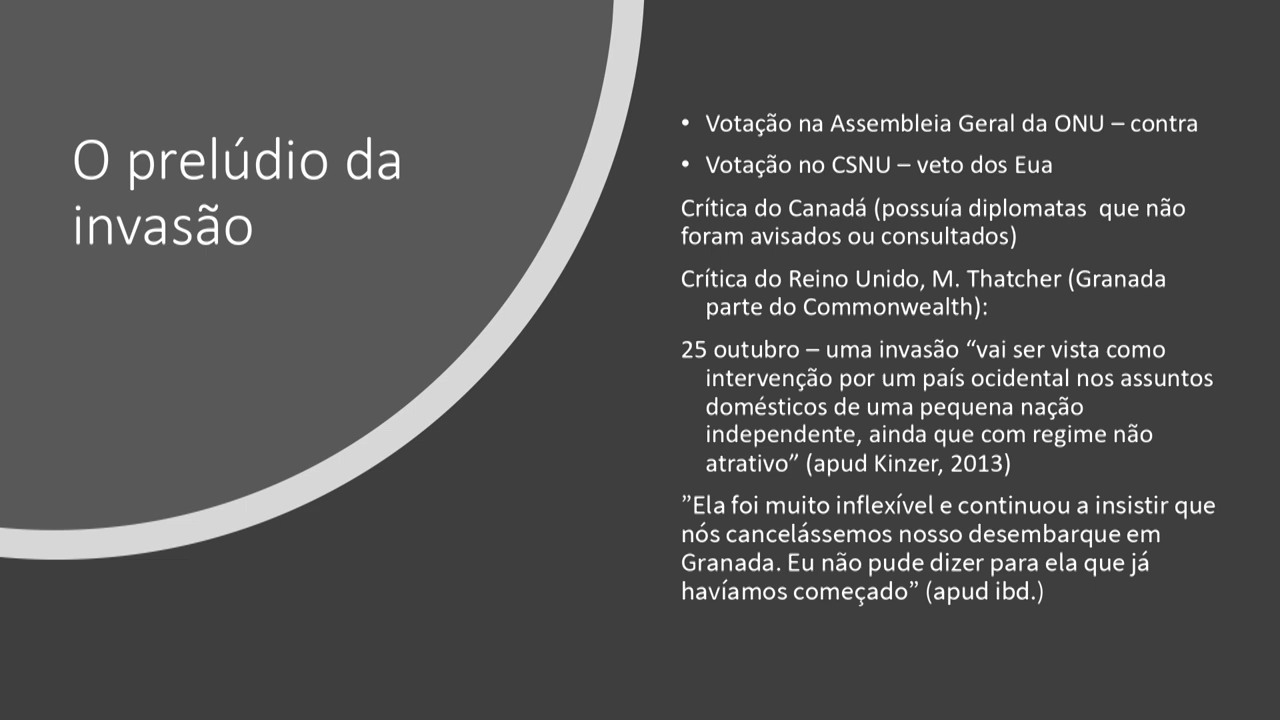 O prelúdio da
invasão
• Votação na Assembleia Geral da ONU – contra
• Votação no CSNU – veto dos Eua
Crítica do Canadá (possuía diplomatas  que não
foram avisados ou consultados)
Crítica do Reino Unido, M. Thatcher (Granada
parte do Commonwealth):
25 outubro – uma invasão “vai ser vista como
intervenção por um país ocidental nos assuntos
domésticos de uma pequena nação
independente, ainda que com regime não
atrativo” (apud Kinzer, 2013)
”Ela foi muito inflexível e continuou a insistir que
nós cancelássemos nosso desembarque em
Granada. Eu não pude dizer para ela que já
havíamos começado” (apud ibd.)